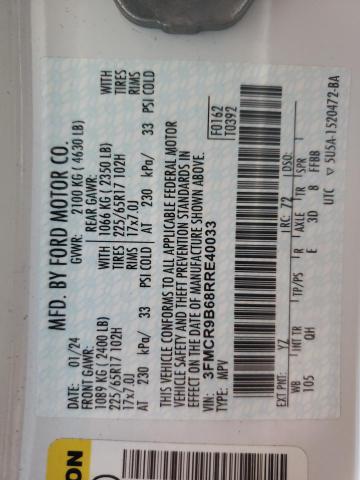 MFD. BY FORD MOTOR CO.
DATE: 01/24
GVWR: 2100 KG ( 4630 LB)
FRONT GAWR:
1089 KG (2400 LB)
225/65R17 102H
17x7.0J
AT 230 kPa/ 33 PSI COLD
WITH
TIRES
RIMS
REAR GAWR:
1066 KG ( 2350 LB)
225/65R17 102H
17x7.0J
AT 230 kPa/ 33 PSI COLD
WITH
TIRES
RIMS
THIS VEHICLE CONFORMS TO ALL APPLICABLE FEDERAL MOTOR
VEHICLE SAFETY AND THEFT PREVENTION STANDARDS IN
EFFECT ON THE DATE OF MANUFACTURE SHOWN ABOVE.
VIN: 3FMCR9B68RRE40033
TYPE: MPV
F0162
T0392
EXT PNT: YZ RC: 72 DSO:
WB INT TR TP/PS R AXLE TR SPR
105 QH E 3D 8 FFBB
UTC ▽ 5U5A-1520472-BA
ON